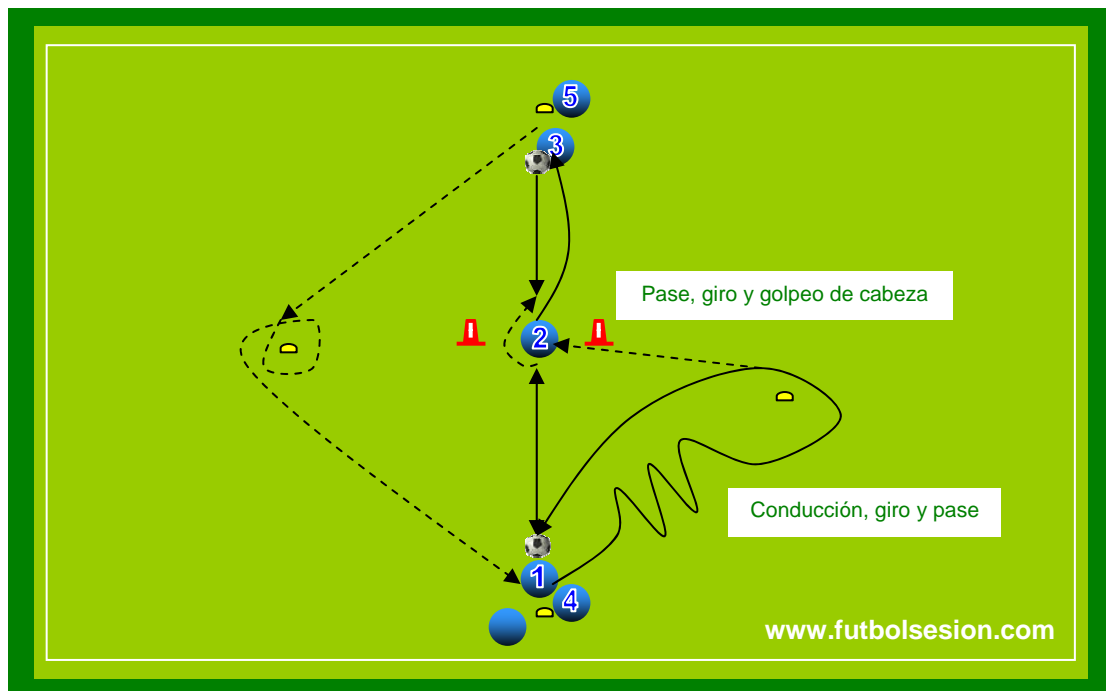 5
3
Pase, giro y golpeo de cabeza
2
Conducción, giro y pase
1
4
www.futbolsesion.com